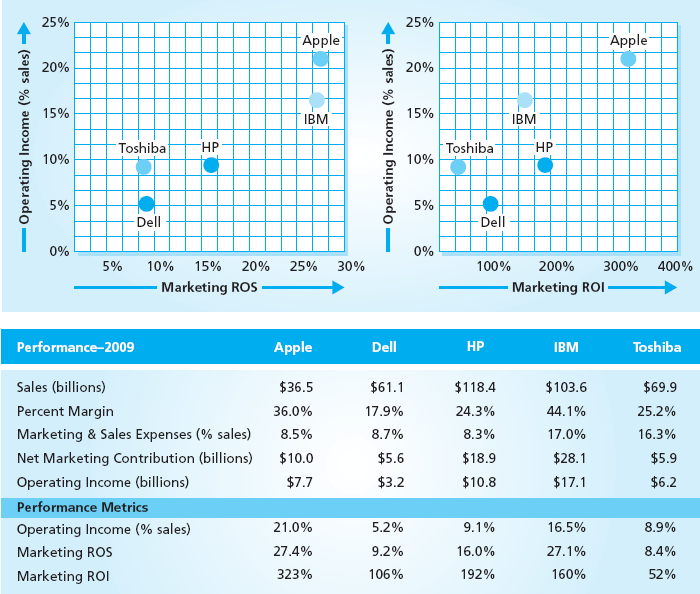 25%
20%
15%
10%
5%
0%
Operating Income (% sales)
Apple
IBM
Toshiba
HP
Dell
5% 10% 15% 20% 25% 30%
Marketing ROS
25%
20%
15%
10%
5%
0%
Operating Income (% sales)
Apple
IBM
Toshiba
HP
Dell
100% 200% 300% 400%
Marketing ROI
Performance–2009 Apple Dell HP IBM Toshiba
Sales (billions) $36.5 $61.1 $118.4 $103.6 $69.9
Percent Margin 36.0% 17.9% 24.3% 44.1% 25.2%
Marketing & Sales Expenses (% sales) 8.5% 8.7% 8.3% 17.0% 16.3%
Net Marketing Contribution (billions) $10.0 $5.6 $18.9 $28.1 $5.9
Operating Income (billions) $7.7 $3.2 $10.8 $17.1 $6.2
Performance Metrics
Operating Income (% sales) 21.0% 5.2% 9.1% 16.5% 8.9%
Marketing ROS 27.4% 9.2% 16.0% 27.1% 8.4%
Marketing ROI 323% 106% 192% 160% 52%